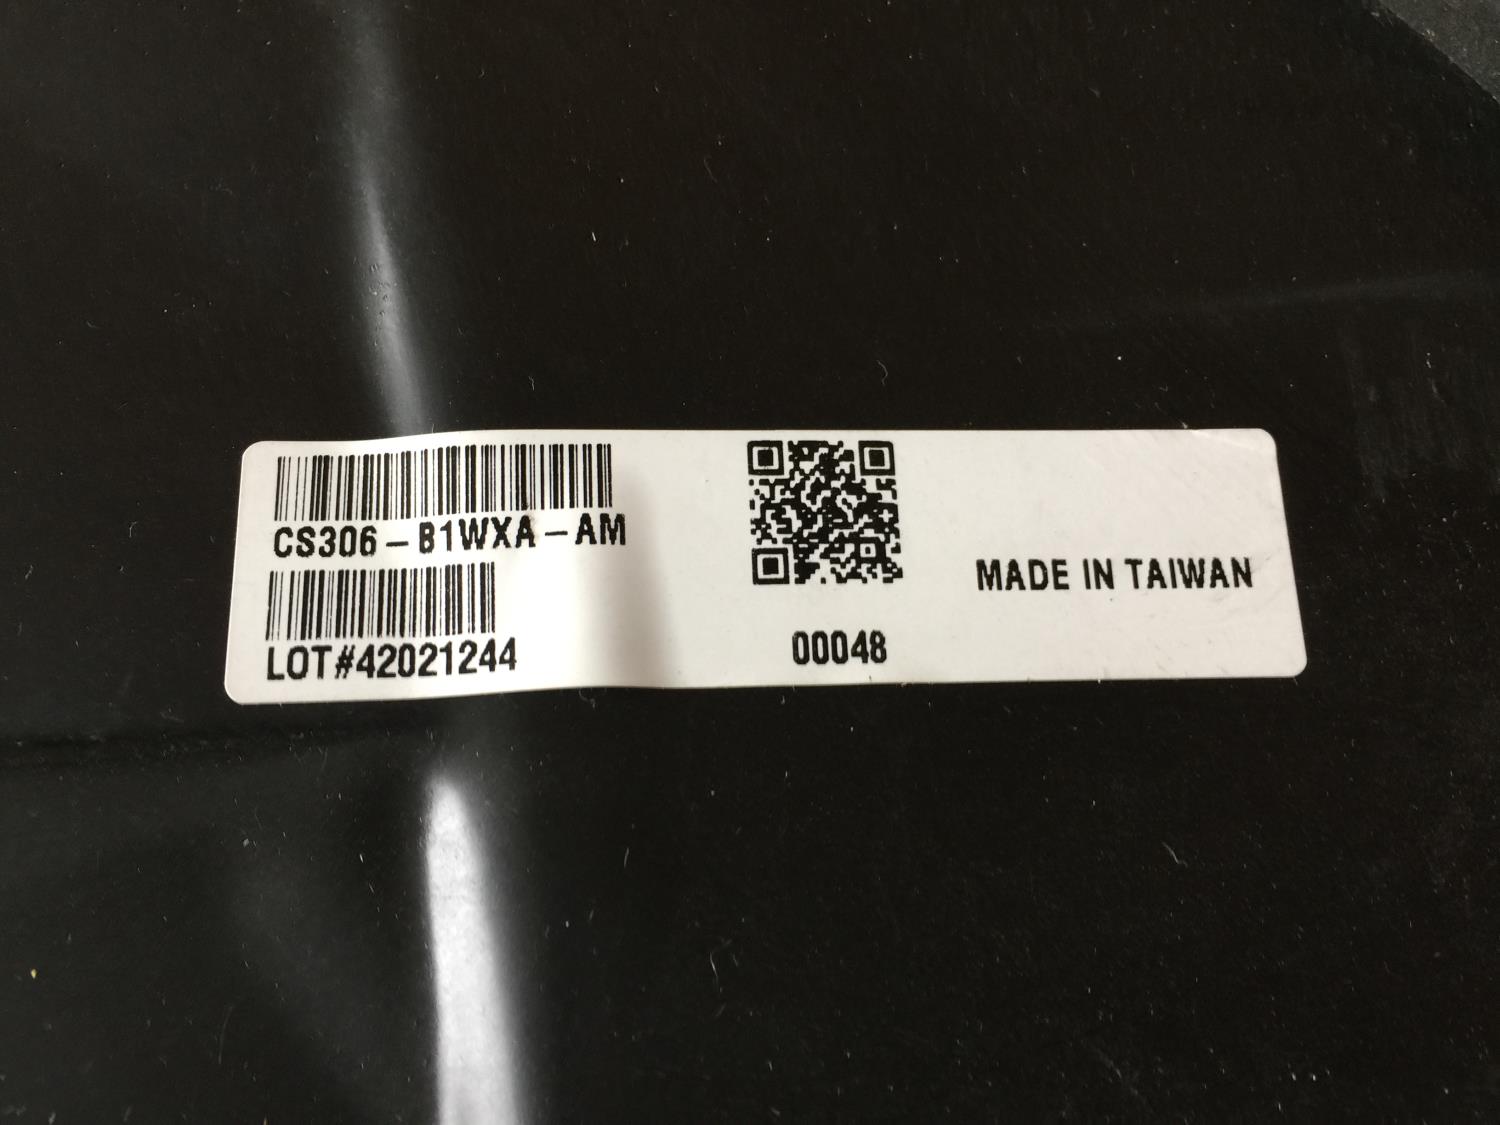 CS306-B1WXA-AM
LOT#42021244
00048
MADE IN TAIWAN